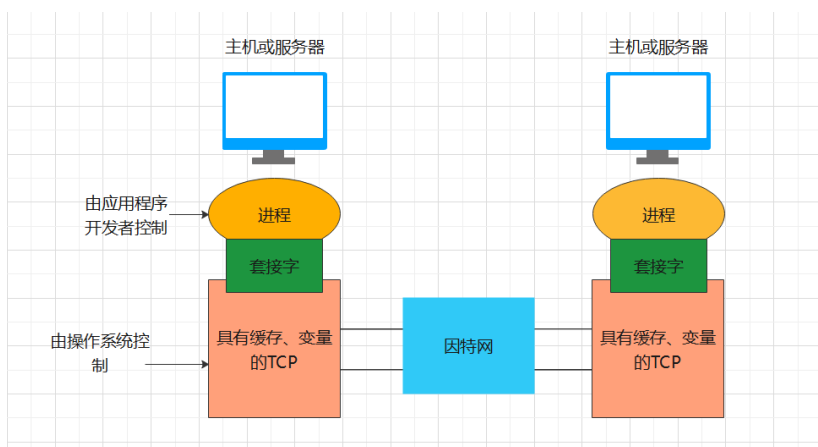 主机或服务器
主机或服务器
由应用程序
开发者控制
进程
进程
套接字
套接字
由操作系统控
制
具有缓存、变量
的TCP
因特网
具有缓存、变量
的TCP